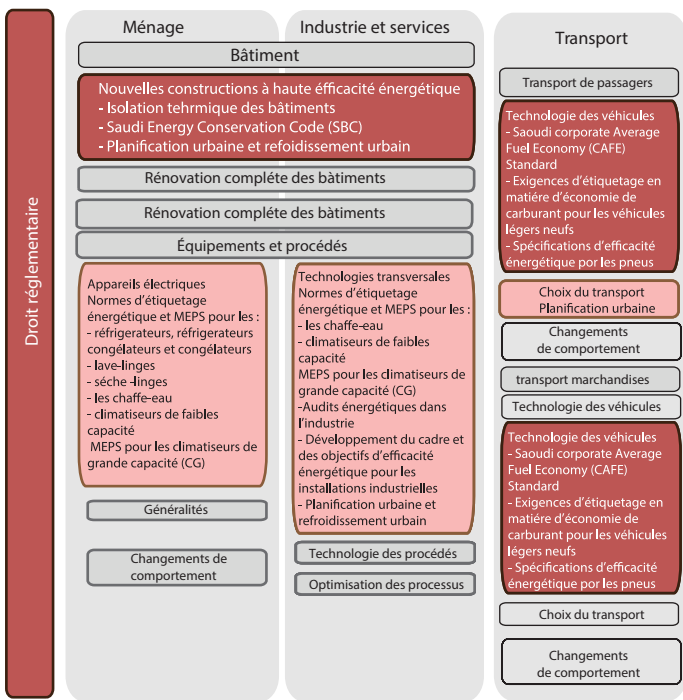 Droit réglementaire
Ménage
Industrie et services
Bâtiment
Nouvelles constructions à haute éfficacité énergétique
- Isolation tehrmique des bâtiments
- Saudi Energy Conservation Code (SBC)
- Planification urbaine et refoidissement urbain
Rénovation compléte des bâtiments
Rénovation compléte des bâtiments
Équipements et procédés
Appareils électriques
Normes d'étiquetage
énergétique et MEPS pour les :
- réfrigerateurs, réfrigerateurs
congélateurs et congélateurs
- lave-linges
- séche -linges
- les chaffe-eau
- climatiseurs de faibles
capacité
MEPS pour les climatiseurs de
grande capacité (CG)
Généralités
Changements de
comportement
Technologies transversales
Normes d'étiquetage
énergétique et MEPS pour les :
- les chaffe-eau
- climatiseurs de faibles
capacité
MEPS pour les climatiseurs de
grande capacité (CG)
-Audits énergétiques dans
l'industrie
- Développement du cadre et
des objectifs d'efficacité
énergétique pour les
installations industrielles
- Planification urbaine et
refroidissement urbain
Technologie des procédés
Optimisation des processus
Transport
Transport de passagers
Technologie des véhicules
- Saoudi corporate Average
Fuel Economy (CAFE)
Standard
- Exigences d'étiquetage en
matiére d'économie de
carburant pour les véhicules
légers neufs
- Spécifications d'efficacité
énergétique por les pneus
Choix du transport
Planification urbaine
Changements
de comportement
transport marchandises
Technologie des véhicules
Technologie des véhicules
- Saoudi corporate Average
Fuel Economy (CAFE)
Standard
- Exigences d'étiquetage en
matiére d'économie de
carburant pour les véhicules
légers neufs
- Spécifications d'efficacité
énergétique por les pneus
Choix du transport
Changements
de comportement